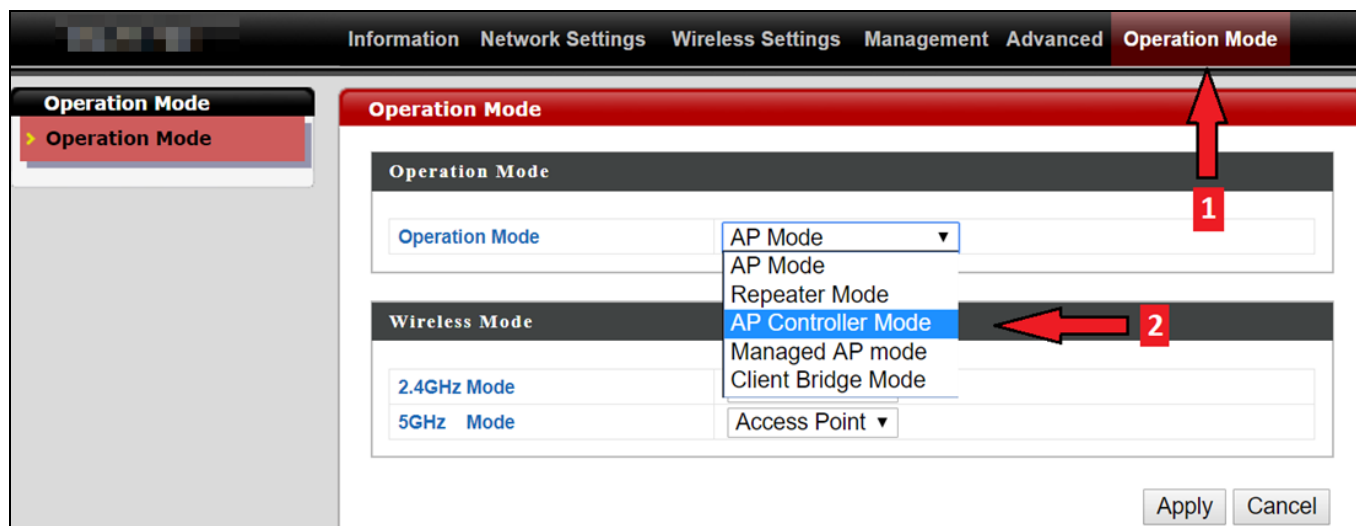 Information Network Settings Wireless Settings Management Advanced Operation Mode
Operation Mode
Operation Mode
Operation Mode
Operation Mode
1
Operation Mode AP Mode
AP Mode
Repeater Mode
Wireless Mode
AP Controller Mode
2
Managed AP mode
2.4GHz Mode
Client Bridge Mode
5GHz Mode Access Point
Apply Cancel